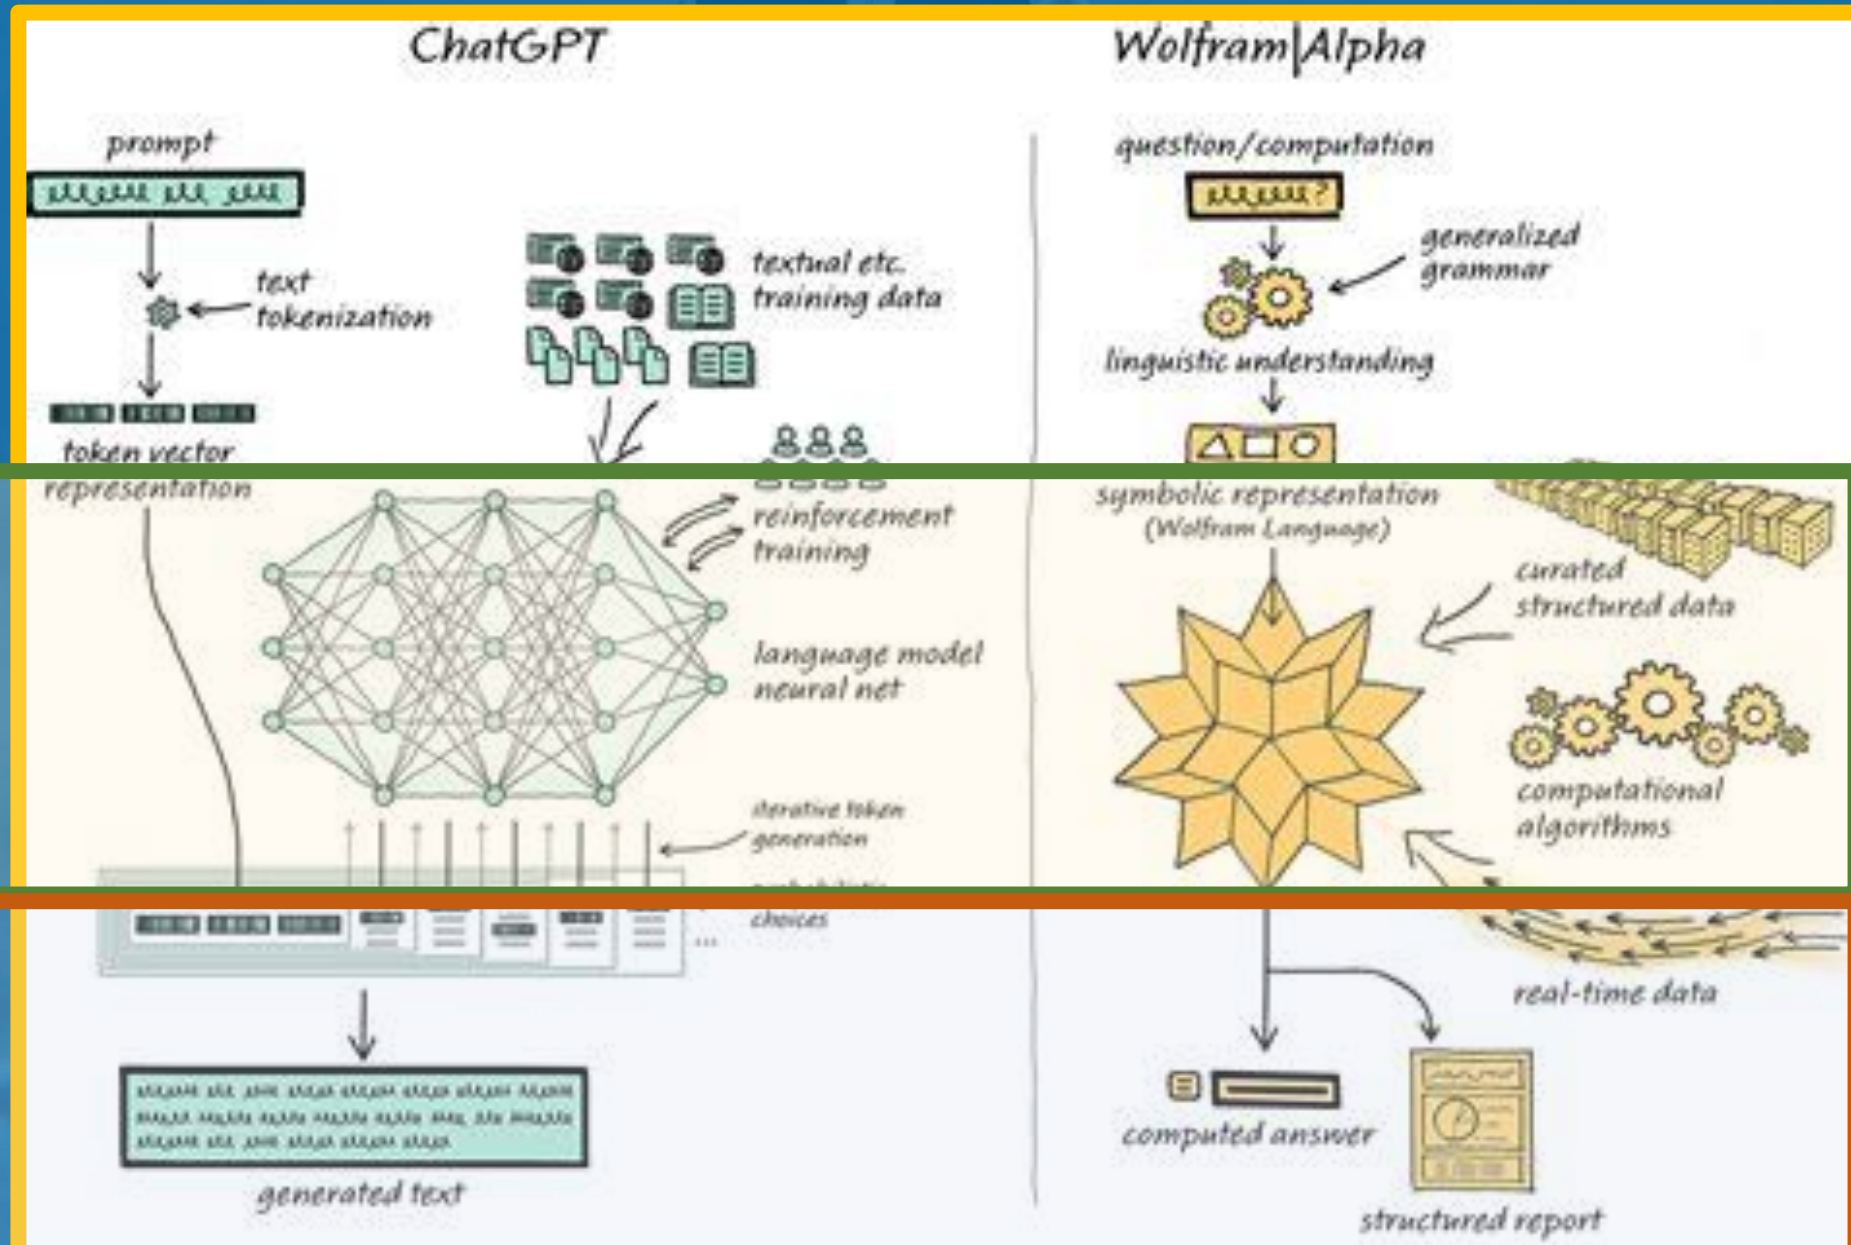 ChatGPT
prompt
text
tokenization
token vector
representation
textual etc.
training data
reinforcement
training
language model
neural net
iterative token
generation
choices
...
generated text
Wolfram|Alpha
question/computation
?
generalized
grammar
linguistic understanding
symbolic representation
(Wolfram Language)
curated
structured data
computational
algorithms
real-time data
computed answer
structured report